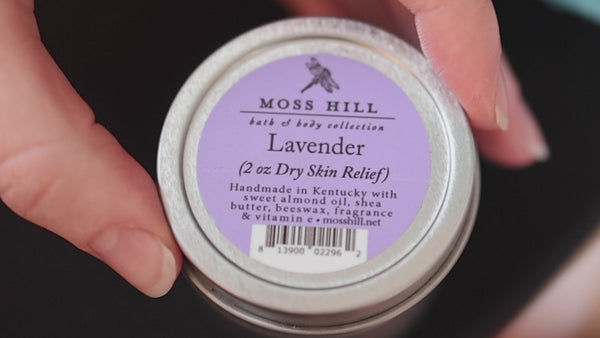 MOSS HILL
bath & body collection
Lavender
(2 oz Dry Skin Relief)
Handmade in Kentucky with
sweet almond oil, shea
butter, beeswax, fragrance
& vitamin e • mosshill.net
8 13900 02296 2